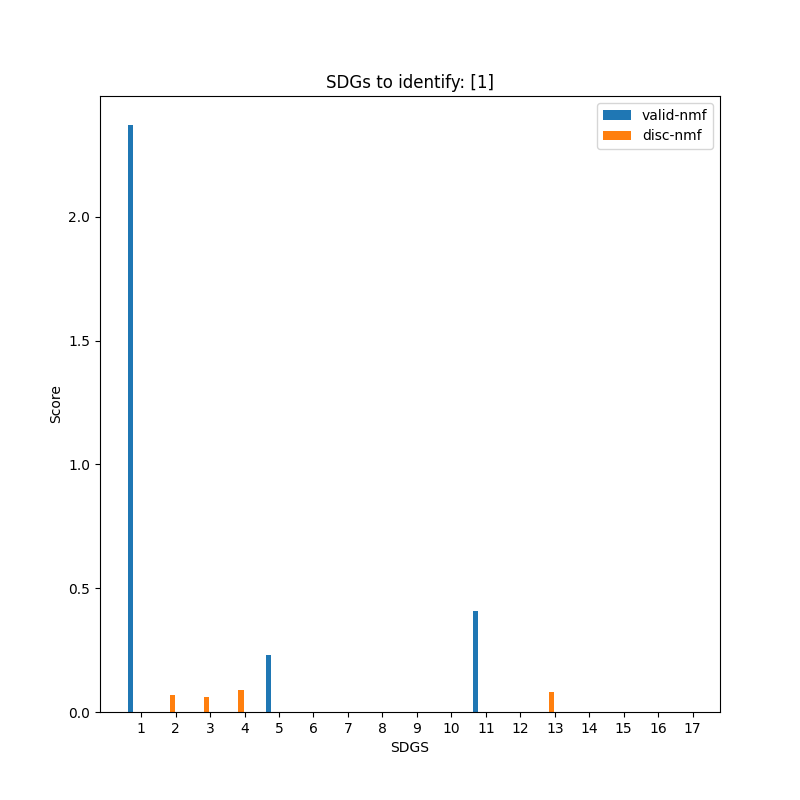 SDGs to identify: [1]
valid-nmf
disc-nmf
2.0
1.5
1.0
0.5
0.0
Score
1 2 3 4 5 6 7 8 9 10 11 12 13 14 15 16 17
SDGS